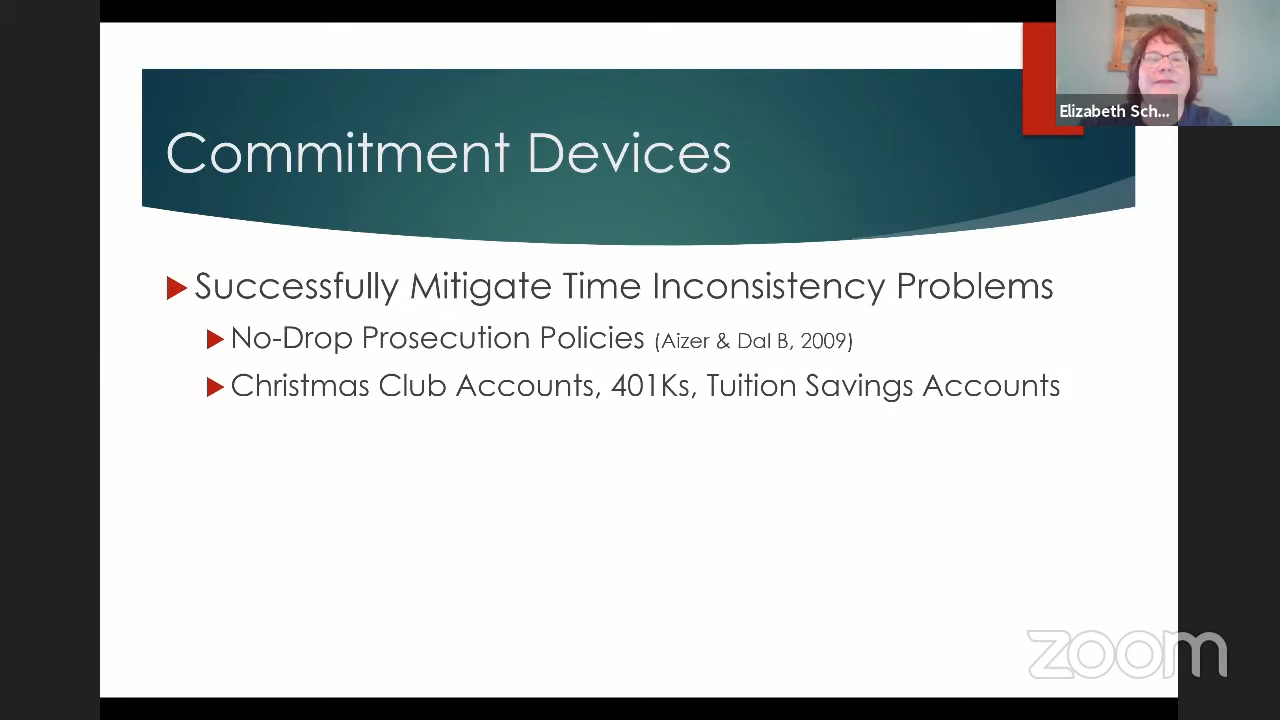 Commitment Devices
Elizabeth Sch...
Successfully Mitigate Time Inconsistency Problems
No-Drop Prosecution Policies (Aizer & Dal B, 2009)
Christmas Club Accounts, 401Ks, Tuition Savings Accounts
zoom